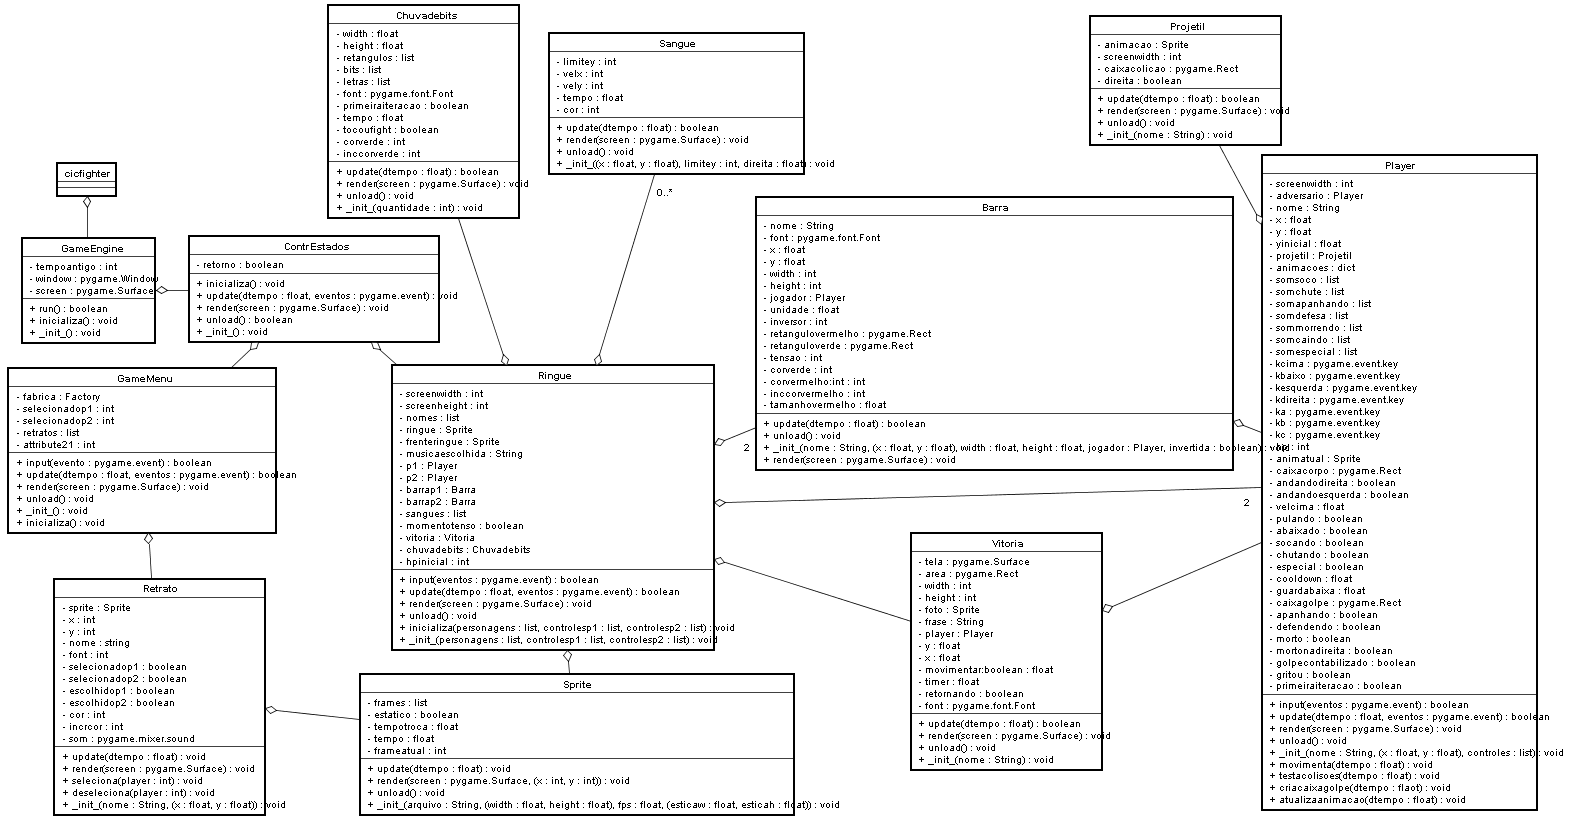 Chuvadebits
- width : float
- height : float
- retangulos : list
- bits : list
- letras : list
- font : pygame.font.Font
- primeiraiteracao : boolean
- tempo : float
- tocoufight : boolean
- corverde : int
- inccorverde : int
+ update(dtempo : float) : boolean
+ render(screen : pygame.Surface) : void
+ unload() : void
+ _init_(quantidade : int) : void
Sangue
- limitey : int
- velx : int
- vely : int
- tempo : float
- cor : int
+ update(dtempo : float) : boolean
+ render(screen : pygame.Surface) : void
+ unload() : void
+ _init_((x : float, y : float), limitey : int, direita : float) : void
0..*
Projetil
- animacao : Sprite
- screenwidth : int
- caixacolicao : pygame.Rect
- direita : boolean
+ update(dtempo : float) : boolean
+ render(screen : pygame.Surface) : void
+ unload() : void
+ _init_(nome : String) : void
cicfighter
GameEngine
- tempoantigo : int
- window : pygame.Window
- screen : pygame.Surface
+ run() : boolean
+ inicializa() : void
+ _init_() : void
ContrEstados
- retorno : boolean
+ inicializa() : void
+ update(dtempo : float, eventos : pygame.event) : void
+ render(screen : pygame.Surface) : void
+ unload() : boolean
+ _init_() : void
Barra
- nome : String
- font : pygame.font.Font
- x : float
- y : float
- width : int
- height : int
- jogador : Player
- unidade : float
- inversor : int
- retangulovermelho : pygame.Rect
- retanguloverde : pygame.Rect
- tensao : int
- corverde : int
- convermelho:int : int
- inccorvermelho : int
- tamanhovermelho : float
+ update(dtempo : float) : boolean
+ unload() : void
+ _init_(nome : String, (x : float, y : float), width : float, height : float, jogador : Player, invertida : boolean) : void
+ render(screen : pygame.Surface) : void
2
Player
- screenwidth : int
- adversario : Player
- nome : String
- x : float
- y : float
- yinicial : float
- projetil : Projetil
- animacoes : dict
- somsoco : list
- somchute : list
- somapanhando : list
- somdefesa : list
- sommorrendo : list
- somcaindo : list
- somespecial : list
- kcima : pygame.event.key
- kbaixo : pygame.event.key
- kesquerda : pygame.event.key
- kdireita : pygame.event.key
- ka : pygame.event.key
- kb : pygame.event.key
- kc : pygame.event.key
: int
- animatual : Sprite
- caixacorpo : pygame.Rect
- andandodireita : boolean
- andandoesquerda : boolean
- velcima : float
- pulando : boolean
- abaixado : boolean
- socando : boolean
- chutando : boolean
- especial : boolean
- cooldown : float
- guardabaixa : float
- caixagolpe : pygame.Rect
- apanhando : boolean
- defendendo : boolean
- morto : boolean
- mortonadireita : boolean
- golpecontabilizado : boolean
- gritou : boolean
- primeiraiteracao : boolean
+ input(eventos : pygame.event) : boolean
+ update(dtempo : float, eventos : pygame.event) : boolean
+ render(screen : pygame.Surface) : void
+ unload() : void
+ _init_(nome : String, (x : float, y : float), controles : list) : void
+ movimenta(dtempo : float) : void
+ testacolisoes(dtempo : float) : void
+ criacaixagolpe(dtempo : float) : void
+ atualizaanimacao(dtempo : float) : void
2
GameMenu
- fabrica : Factory
- selecionadop1 : int
- selecionadop2 : int
- retratos : list
- attribute21 : int
+ input(evento : pygame.event) : boolean
+ update(dtempo : float, eventos : pygame.event) : boolean
+ render(screen : pygame.Surface) : void
+ unload() : void
+ _init_() : void
+ inicializa() : void
Ringue
- screenwidth : int
- screenheight : int
- nomes : list
- ringue : Sprite
- frenteringue : Sprite
- musicaescolhida : String
- p1 : Player
- p2 : Player
- barrap1 : Barra
- barrap2 : Barra
- sangues : list
- momentotenso : boolean
- vitoria : Vitoria
- chuvadebits : Chuvadebits
- hpinicial : int
+ input(eventos : pygame.event) : boolean
+ update(dtempo : float, eventos : pygame.event) : boolean
+ render(screen : pygame.Surface) : void
+ unload() : void
+ inicializa(personagens : list, controlesp1 : list, controlesp2 : list) : void
+ _init_(personagens : list, controlesp1 : list, controlesp2 : list) : void
Vitoria
- tela : pygame.Surface
- area : pygame.Rect
- width : int
- height : int
- foto : Sprite
- frase : String
- player : Player
- y : float
- x : float
- movimentar:boolean : float
- timer : float
- retornando : boolean
- font : pygame.font.Font
+ update(dtempo : float) : boolean
+ render(screen : pygame.Surface) : void
+ unload() : void
+ _init_(nome : String) : void
Retrato
- sprite : Sprite
- x : int
- y : int
- nome : string
- font : int
- selecionadop1 : boolean
- selecionadop2 : boolean
- escolhidop1 : boolean
- escolhidop2 : boolean
- cor : int
- incrcor : int
- som : pygame.mixer.sound
+ update(dtempo : float) : void
+ render(screen : pygame.Surface) : void
+ seleciona(player : int) : void
+ deseleciona(player : int) : void
+ _init_(nome : String, (x : float, y : float)) : void
Sprite
- frames : list
- estatico : boolean
- tempotroca : float
- tempo : float
- frameatual : int
+ update(dtempo : float) : void
+ render(screen : pygame.Surface, (x : int, y : int)) : void
+ unload() : void
+ _init_(arquivo : String, (width : float, height : float), fps : float, (esticaw : float, esticah : float)) : void